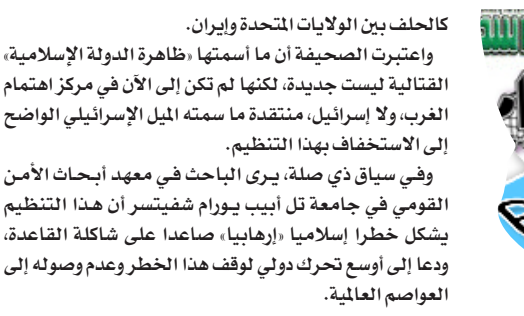 كالحلف بين الولايات المتحدة وإيران.
واعتبرت الصحيفة أن ما أسمتها «ظاهرة الدولة الإسلامية»
القتالية ليست جديدة، لكنها لم تكن إلى الآن في مركز اهتمام
الغرب، ولا إسرائيل، منتقدة ما سمته الميل الإسرائيلي الواضح
إلى الاستخفاف بهذا التنظيم.
وفي سياق ذي صلة، يرى الباحث في معهد أبحاث الأمن
القومي في جامعة تل أبيب يورام شفيتسر أن هذا التنظيم
يشكل خطرا إسلاميا «إرهابيا» صاعدا على شاكلة القاعدة،
ودعا إلى أوسع تحرك دولي لوقف هذا الخطر وعدم وصوله إلى
العواصم العالمية.